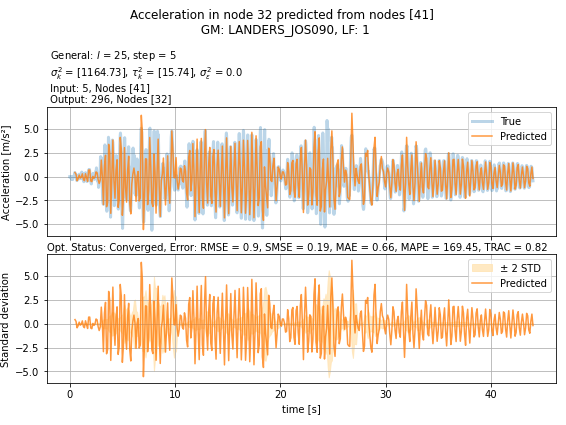 Acceleration in node 32 predicted from nodes [41]
GM: LANDERS_JOS090, LF: 1
General: l = 25, step = 5
σ²ₖ = [1164.73], τ²ₖ = [15.74], σ²ε = 0.0
Input: 5, Nodes [41]
Output: 296, Nodes [32]
Acceleration [m/s²]
5.0
2.5
0.0
−2.5
−5.0
True
Predicted
Opt. Status: Converged, Error: RMSE = 0.9, SMSE = 0.19, MAE = 0.66, MAPE = 169.45, TRAC = 0.82
Standard deviation
5.0
2.5
0.0
−2.5
−5.0
± 2 STD
Predicted
0
10
20
30
40
time [s]